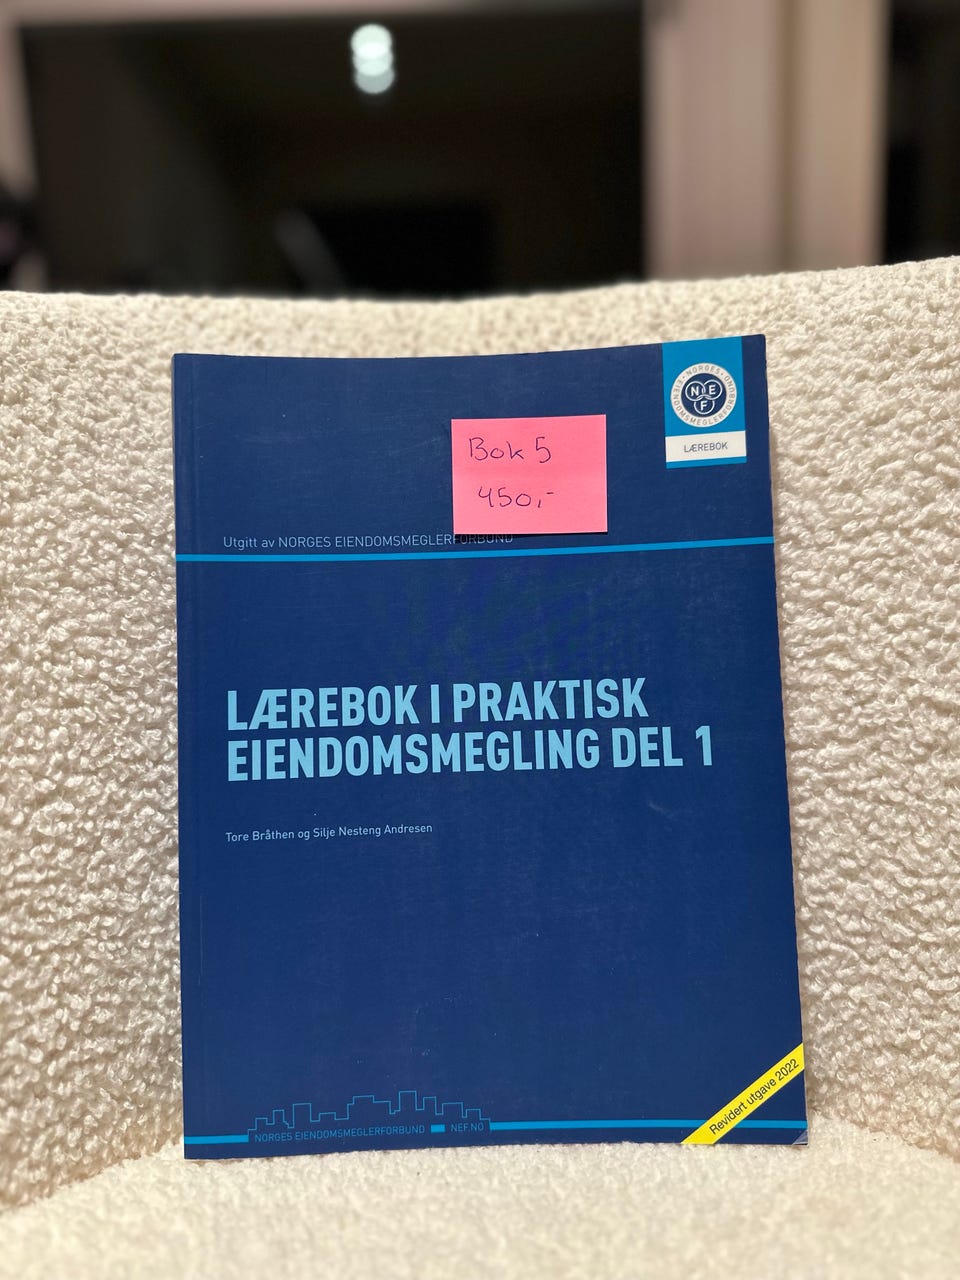 NORGES EIENDOMSMEGLERFORBUND
NEF
LÆREBOK
Bok 5
450,-
Utgitt av NORGES EIENDOMSMEGLERFORBUND
LÆREBOK I PRAKTISK
EIENDOMSMEGLING DEL 1
Tore Bråthen og Silje Nesteng Andresen
Revidert utgave 2022
NORGES EIENDOMSMEGLERFORBUND NEF.NO